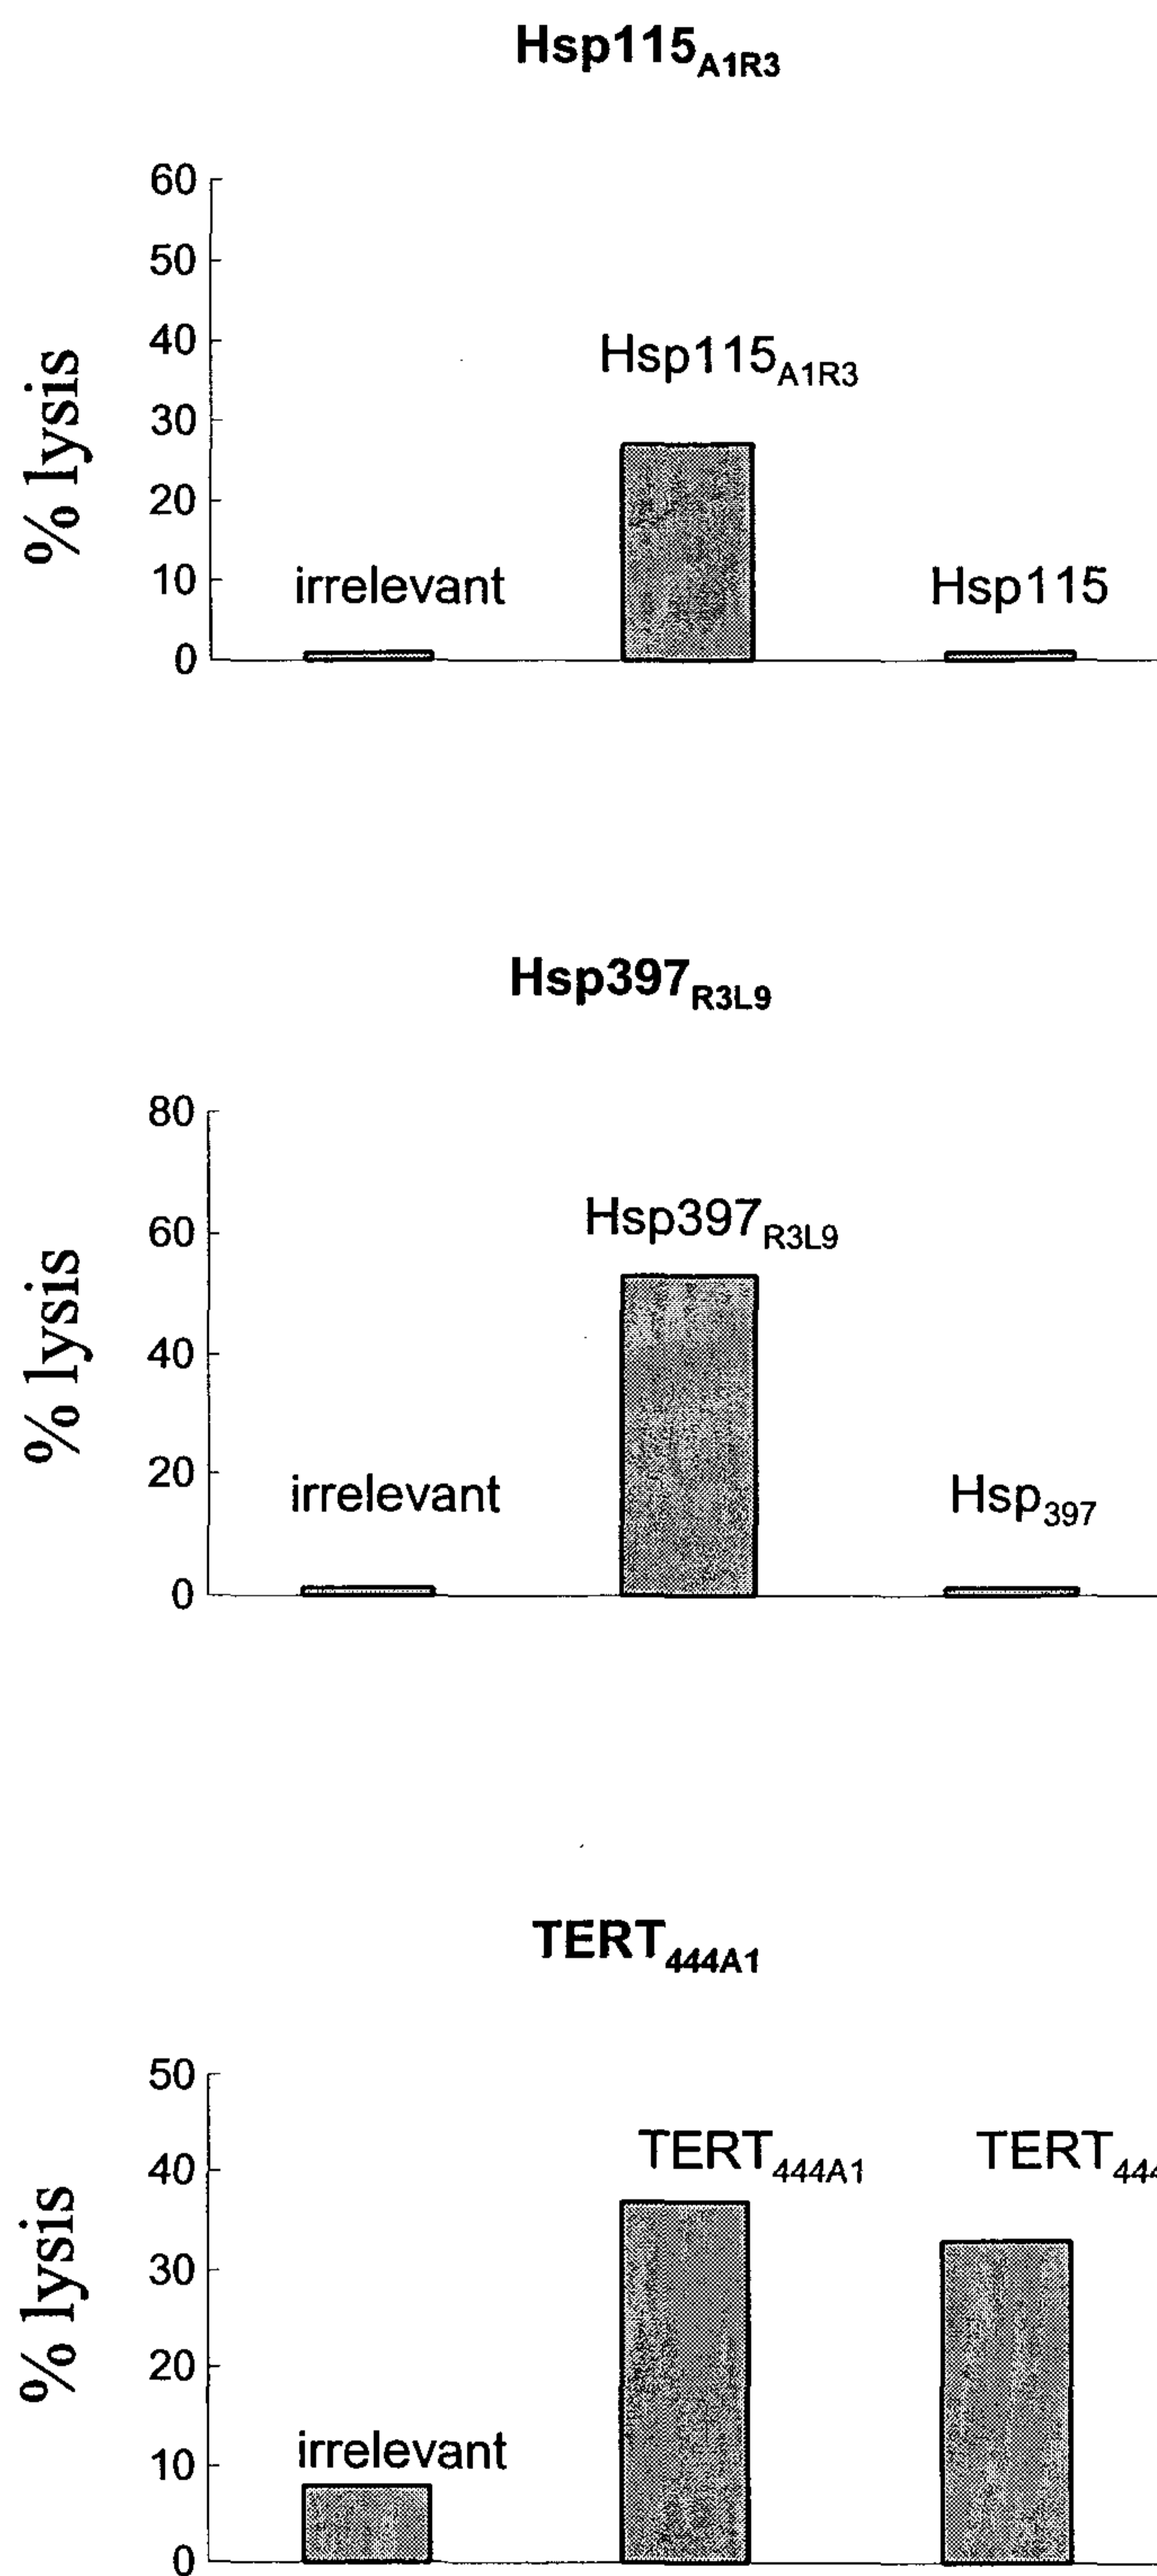 Hsp115A1R3
60
50
40
30
20
10
0
% lysis
irrelevant
Hsp115A1R3
Hsp115
Hsp397R3L9
80
60
40
20
0
% lysis
irrelevant
Hsp397R3L9
Hsp397
TERT444A1
50
40
30
20
10
0
% lysis
irrelevant
TERT444A1
TERT444